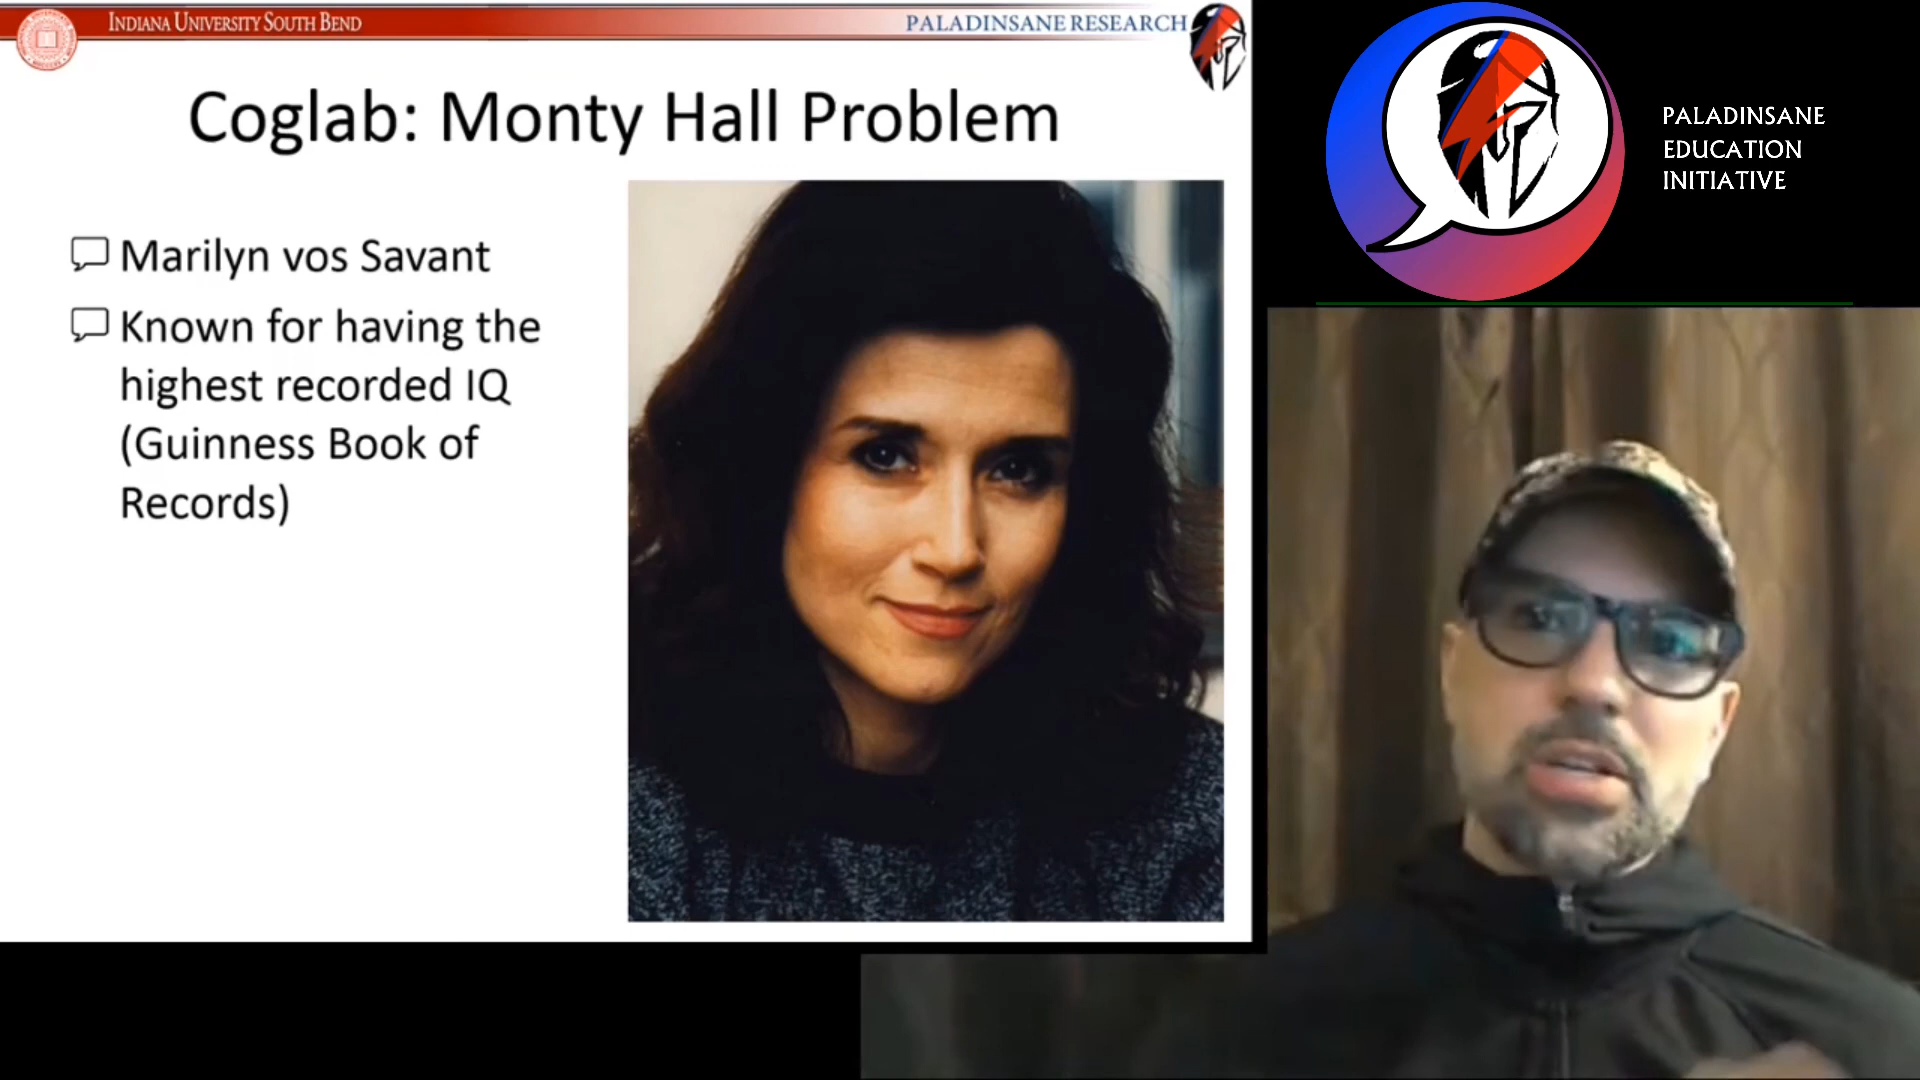 INDIANA UNIVERSITY SOUTH BEND
PALADINSANE RESEARCH
Coglab: Monty Hall Problem
Marilyn vos Savant
Known for having the
highest recorded IQ
(Guinness Book of
Records)
PALADINSANE
EDUCATION
INITIATIVE